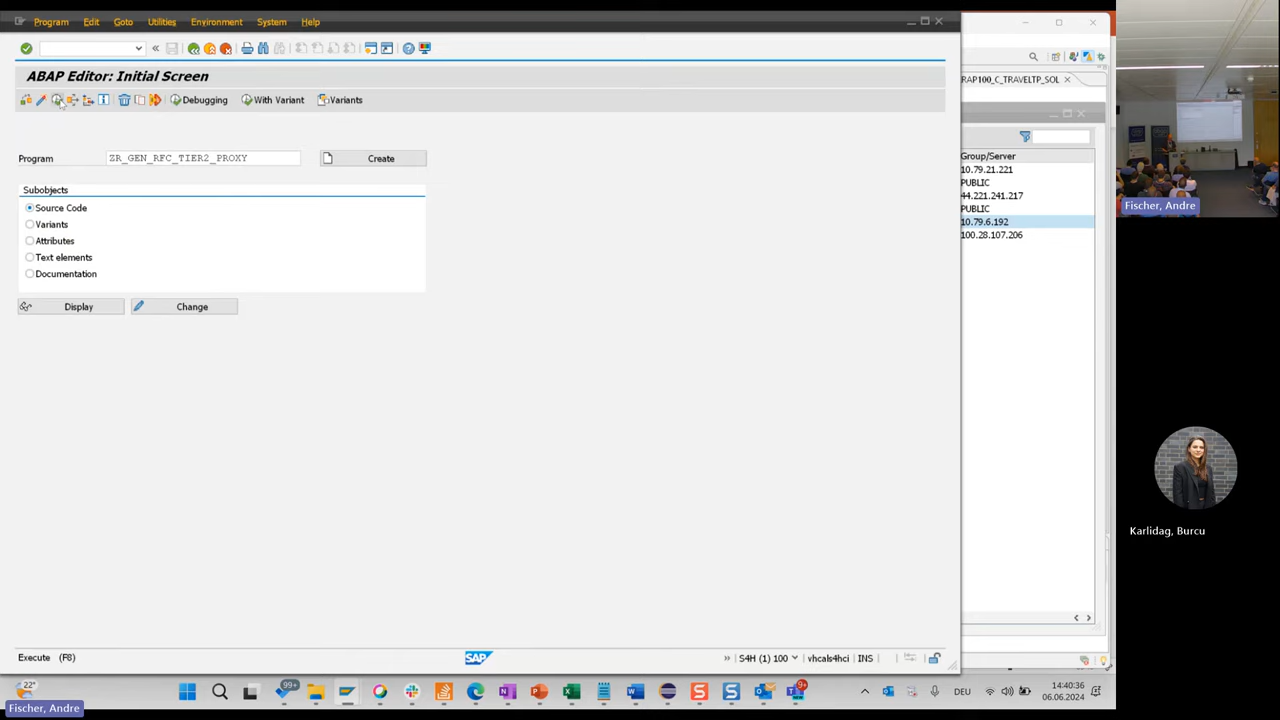 Program Edit Goto Utilities Environment System Help
ABAP Editor: Initial Screen
Debugging With Variant Variants
Program ZR_GEN_RFC_TIER2_PROXY Create
Subobjects
Source Code
Variants
Attributes
Text elements
Documentation
Display Change
Execute (F8)
SAP
S4H (1) 100 vhcals4hci INS
RAP100_C_TRAVELTP_SOL
Group/Server
10.79.21.221
PUBLIC
44.221.241.217
PUBLIC
10.79.6.192
100.28.107.206
Fischer, Andre
Karlidag, Burcu
22°
99+
9+
DEU
14:40:36
06.06.2024
Fischer, Andre